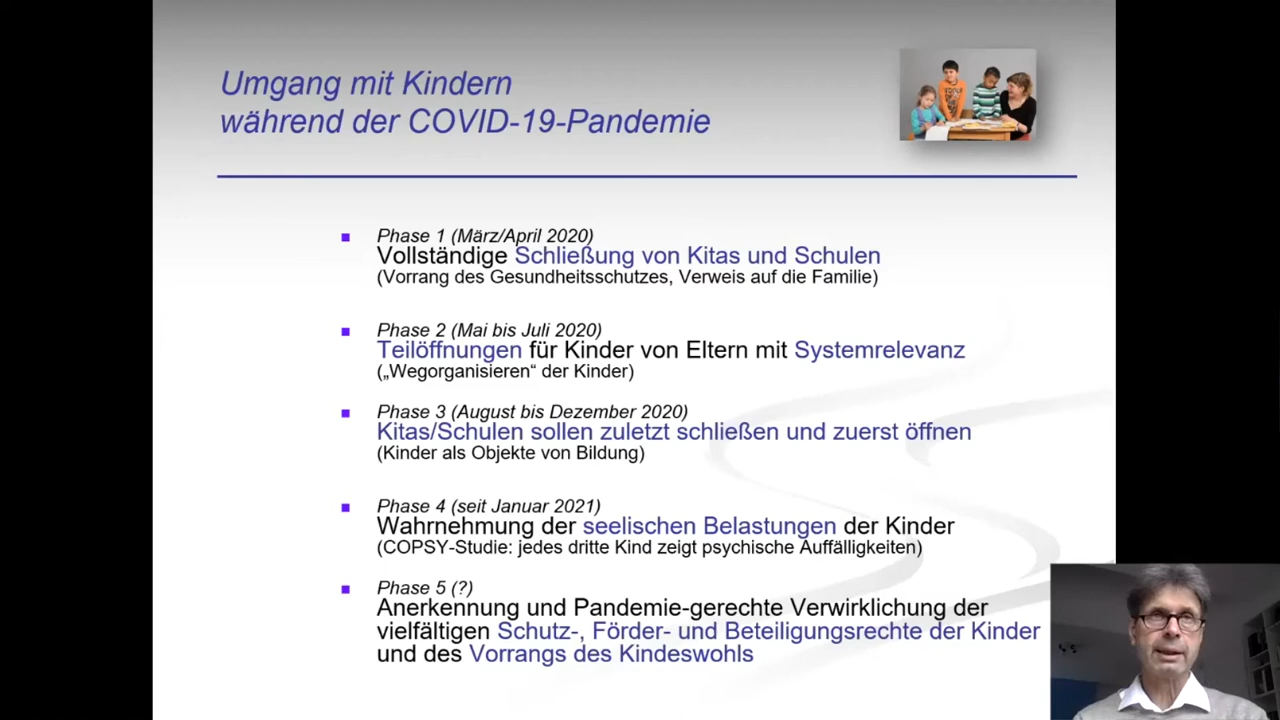 Umgang mit Kindern
während der COVID-19-Pandemie
Phase 1 (März/April 2020)
Vollständige Schließung von Kitas und Schulen
(Vorrang des Gesundheitsschutzes, Verweis auf die Familie)
Phase 2 (Mai bis Juli 2020)
Teilöffnungen für Kinder von Eltern mit Systemrelevanz
(„Wegorganisieren“ der Kinder)
Phase 3 (August bis Dezember 2020)
Kitas/Schulen sollen zuletzt schließen und zuerst öffnen
(Kinder als Objekte von Bildung)
Phase 4 (seit Januar 2021)
Wahrnehmung der seelischen Belastungen der Kinder
(COPSY-Studie: jedes dritte Kind zeigt psychische Auffälligkeiten)
Phase 5 (?)
Anerkennung und Pandemie-gerechte Verwirklichung der
vielfältigen Schutz-, Förder- und Beteiligungsrechte der Kinder
und des Vorrangs des Kindeswohls